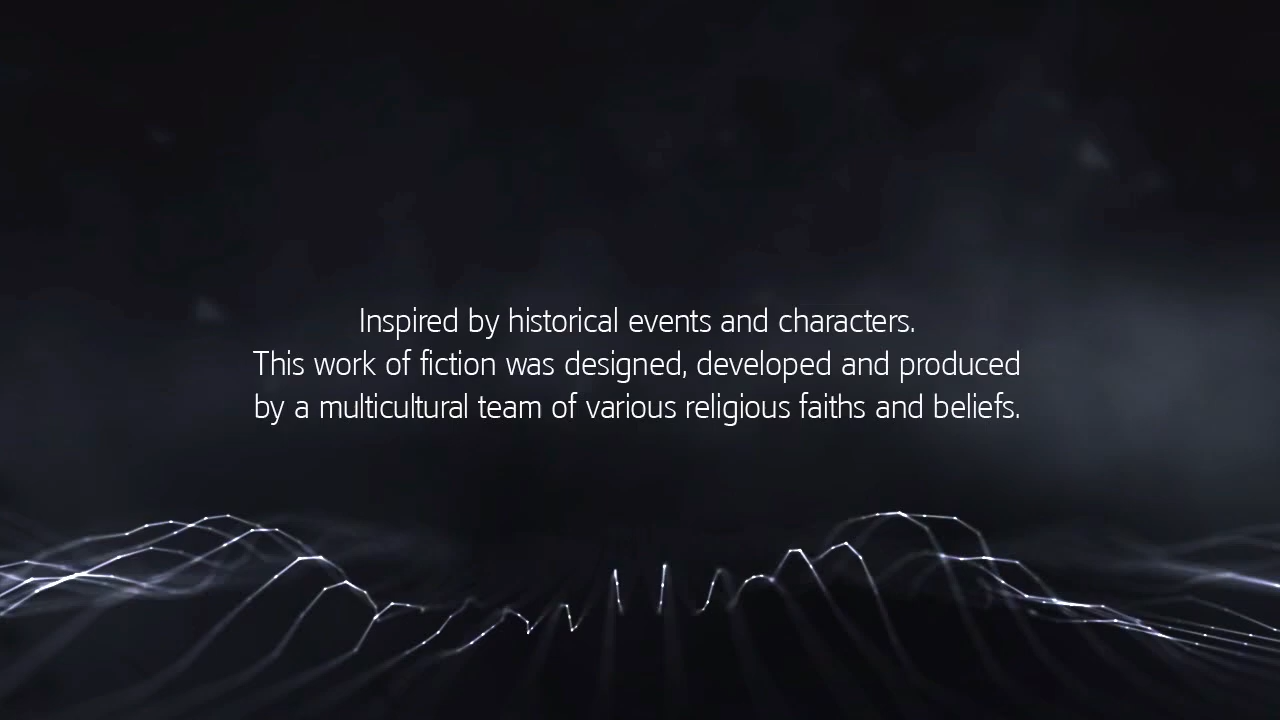 Inspired by historical events and characters.
This work of fiction was designed, developed and produced
by a multicultural team of various religious faiths and beliefs.